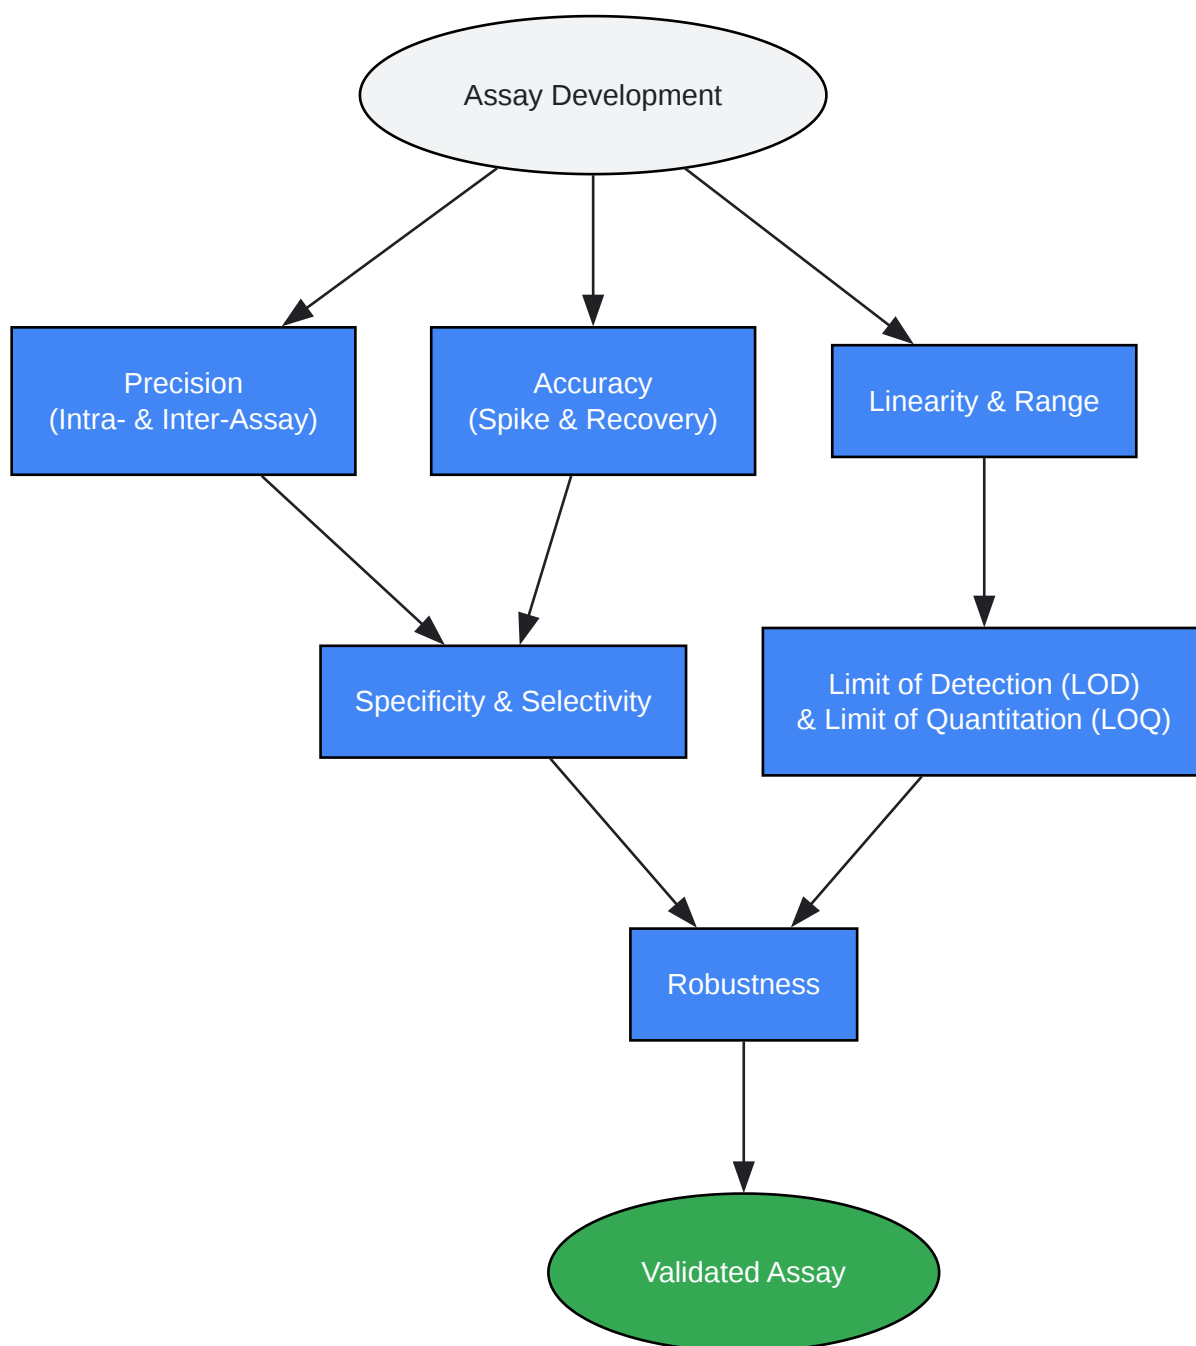 Assay Development
Precision
(Intra- & Inter-Assay)
Accuracy
(Spike & Recovery)
Linearity & Range
Specificity & Selectivity
Limit of Detection (LOD)
& Limit of Quantitation (LOQ)
Robustness
Validated Assay